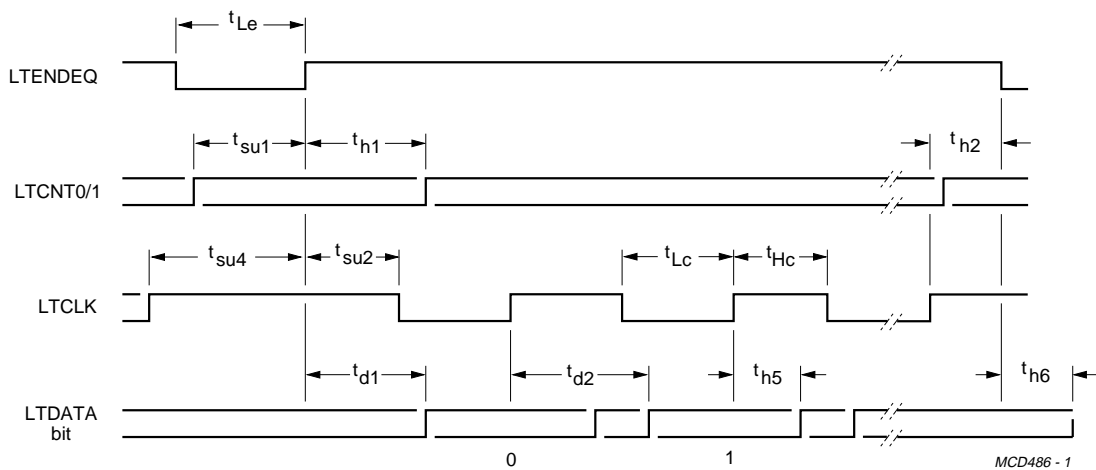 tLe
LTENDEQ
tsu1
th1
th2
LTCNT0/1
tsu4
tsu2
tLc
tHc
LTCLK
td1
td2
th5
th6
LTDATA
bit
0
1
MCD486 - 1